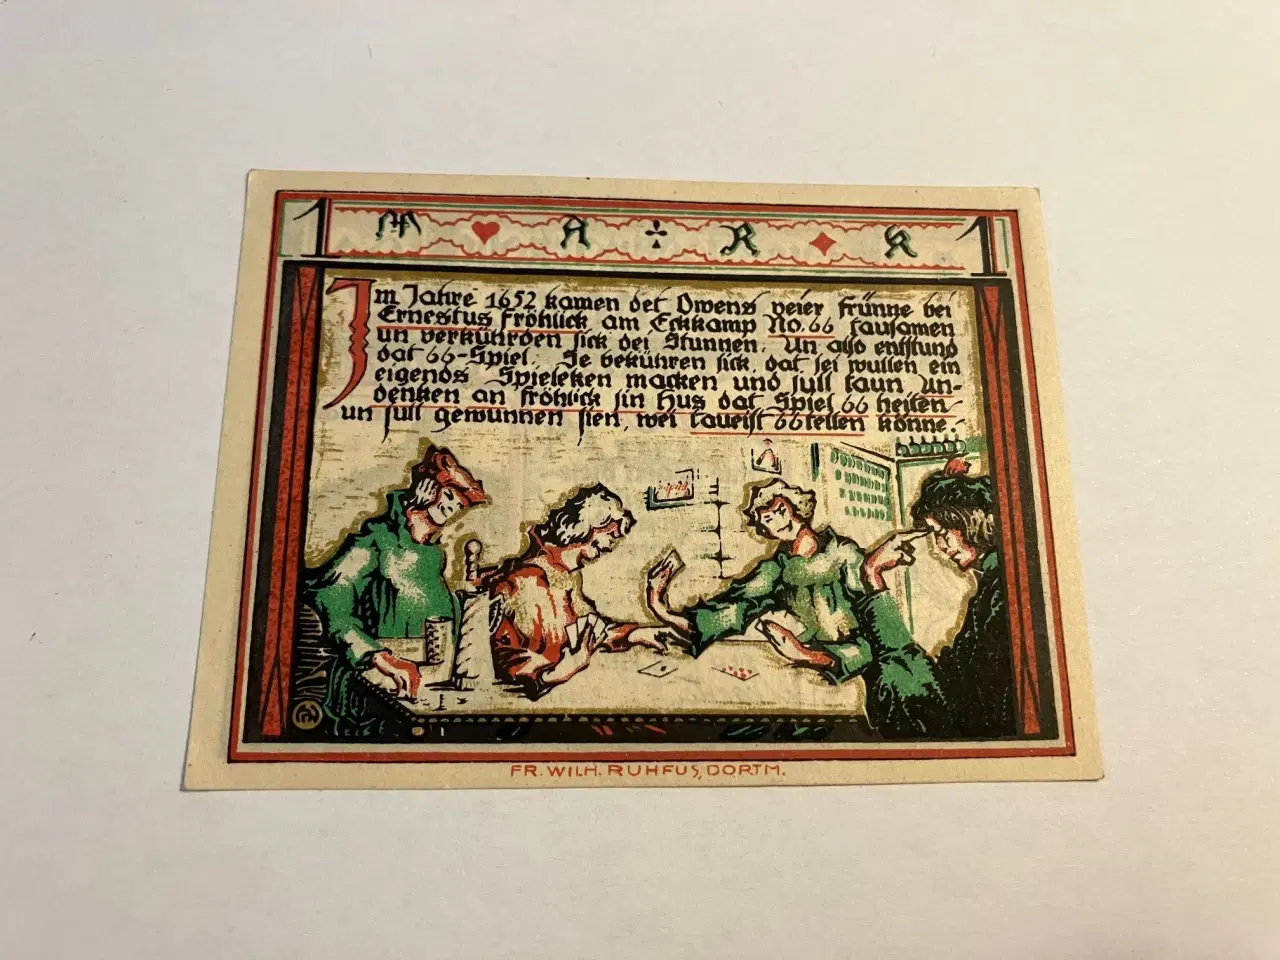 1 M A R K 1
Im Jahre 1652 kamen det Owens veier Frünne bei
Ernestus Fröhlick, am Eckkamp No. 66 tausamen
un verkührden sick dei Stunnen. Un also entstund
dat 66-Spiel. Se bekühren sick, dat sei wullen ein
eigends Spieleken macken und sull taun An-
denken an Fröhlick sin Hus dat Spiel 66 heiten
un sull gewunnen sien, wei taueist 66 tellen könne.
FR. WILH. RUHFUS, DORTM.